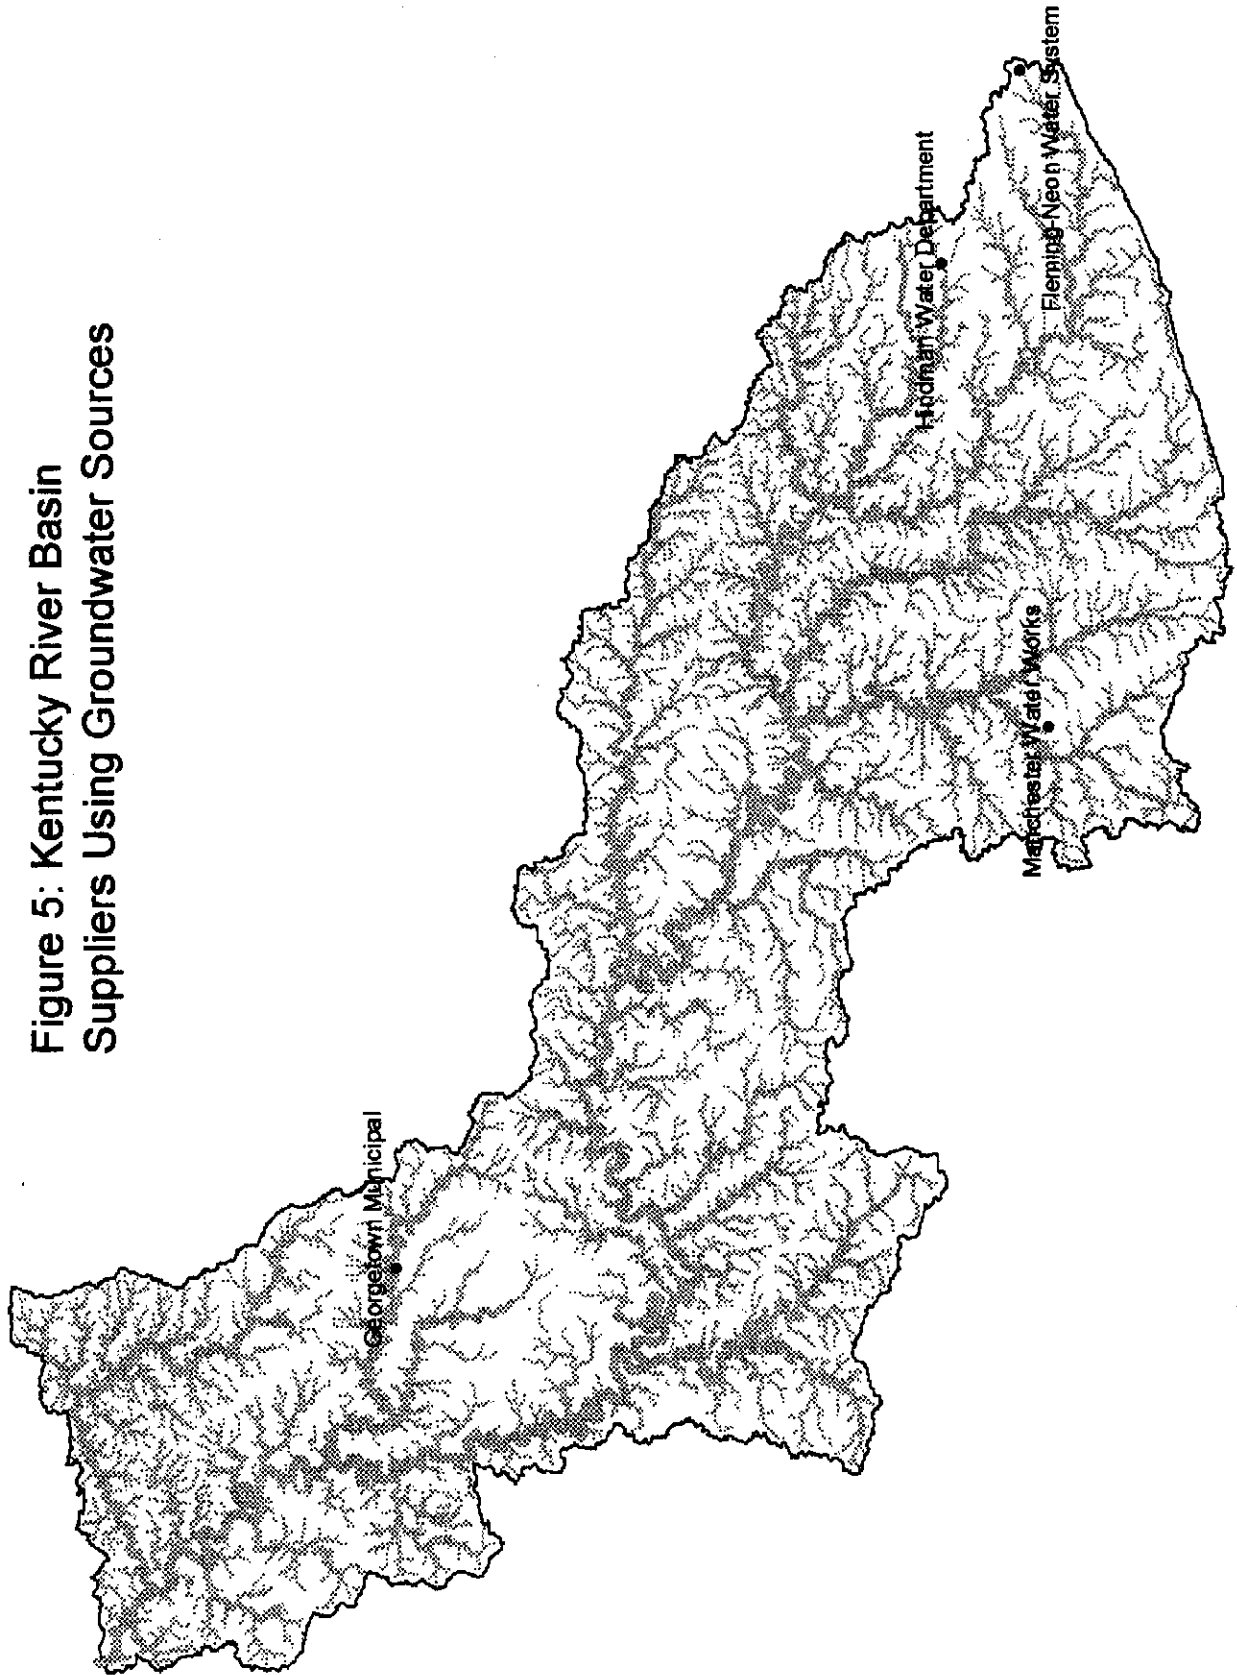 Figure 5: Kentucky River Basin
Suppliers Using Groundwater Sources
Georgetown Municipal
Hindman Water Department
Manchester Water Works
Fleming-Neon Water System